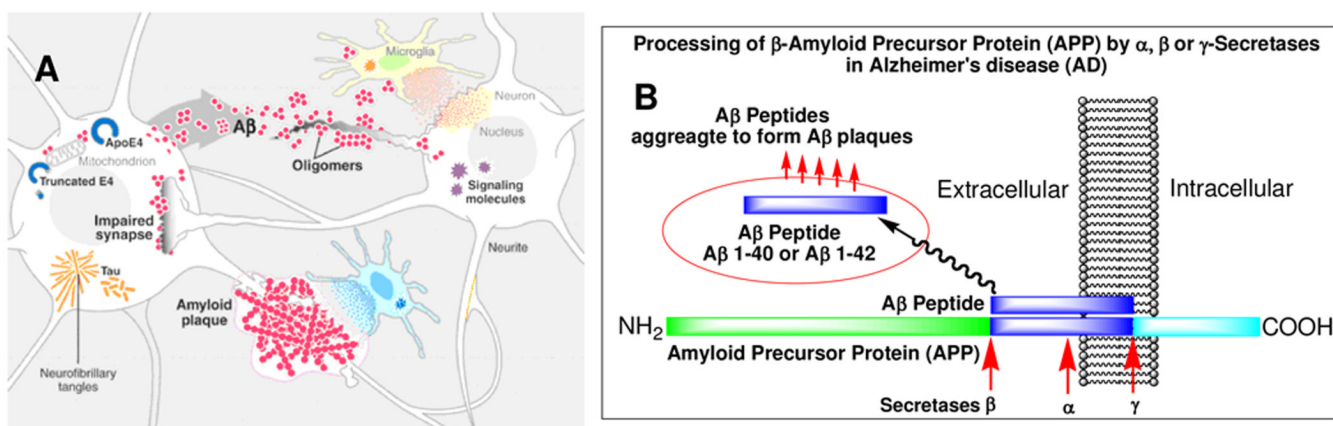 A
Microglia
Neuron
Nucleus
Aβ
ApoE4
Mitochondrion
Truncated E4
Oligomers
Signaling
molecules
Impaired
synapse
Neurite
Tau
Amyloid
plaque
Neurofibrillary
tangles
Processing of β-Amyloid Precursor Protein (APP) by α, β or γ-Secretases
in Alzheimer's disease (AD)
B
Aβ Peptides
aggreagte to form Aβ plaques
Extracellular
Intracellular
Aβ Peptide
Aβ 1-40 or Aβ 1-42
Aβ Peptide
NH2
COOH
Amyloid Precursor Protein (APP)
Secretases β
α
γ